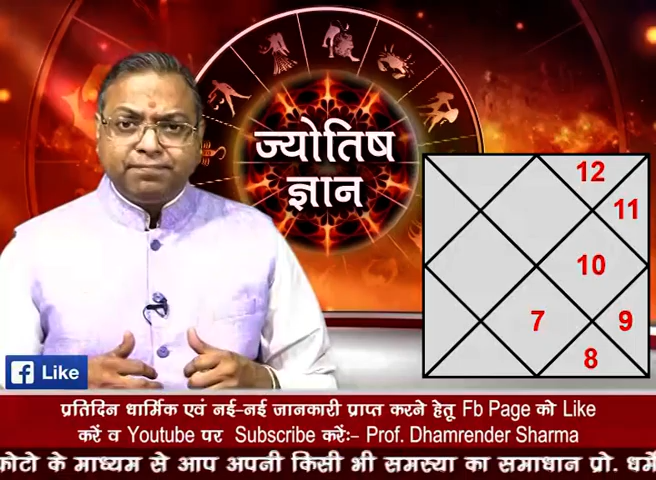 ज्योतिष
ज्ञान
12
11
10
7
9
8
Like
प्रतिदिन धार्मिक एवं नई-नई जानकारी प्राप्त करने हेतू Fb Page को Like
करें व Youtube पर Subscribe करेंः- Prof. Dhamrender Sharma
फोटो के माध्यम से आप अपनी किसी भी समस्या का समाधान प्रो. धर्मे